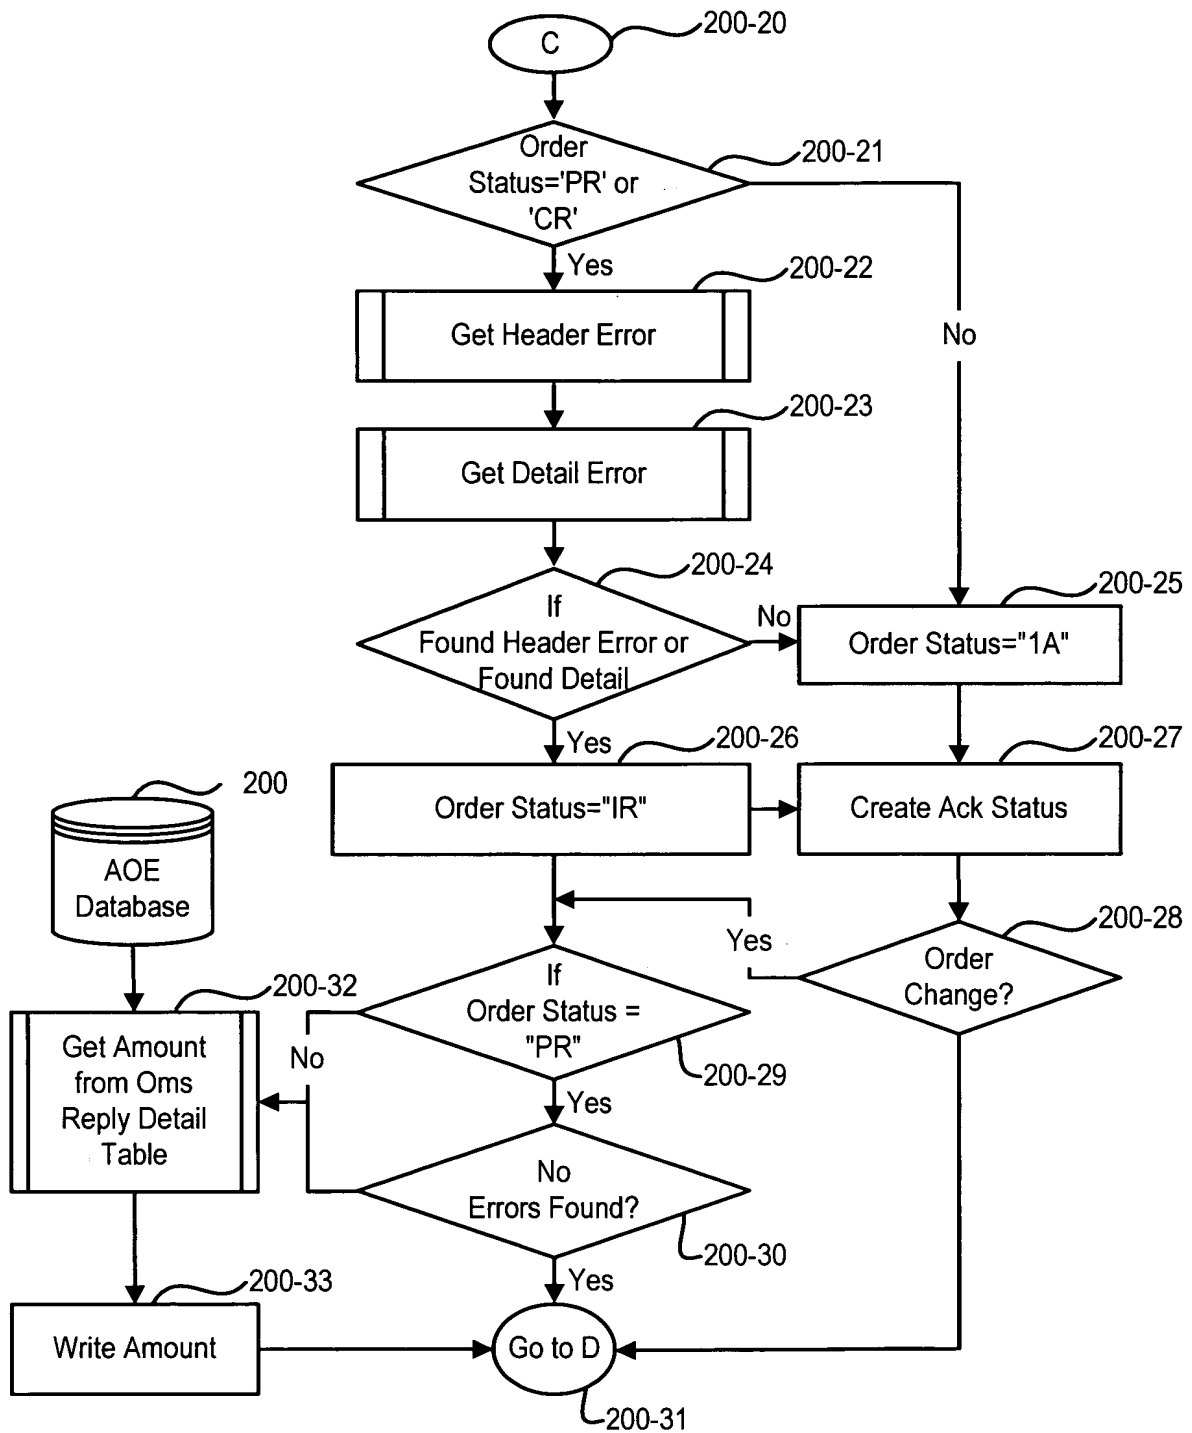 C
200-20
Order
Status='PR' or
'CR'
200-21
Yes
200-22
Get Header Error
No
200-23
Get Detail Error
200-24
If
Found Header Error or
Found Detail
No
200-25
Order Status="1A"
Yes
200-26
Order Status="IR"
200-27
Create Ack Status
200
AOE
Database
Yes
200-28
Order
Change?
200-32
Get Amount
from Oms
Reply Detail
Table
No
If
Order Status =
"PR"
200-29
Yes
No
Errors Found?
200-30
Yes
200-33
Write Amount
Go to D
200-31